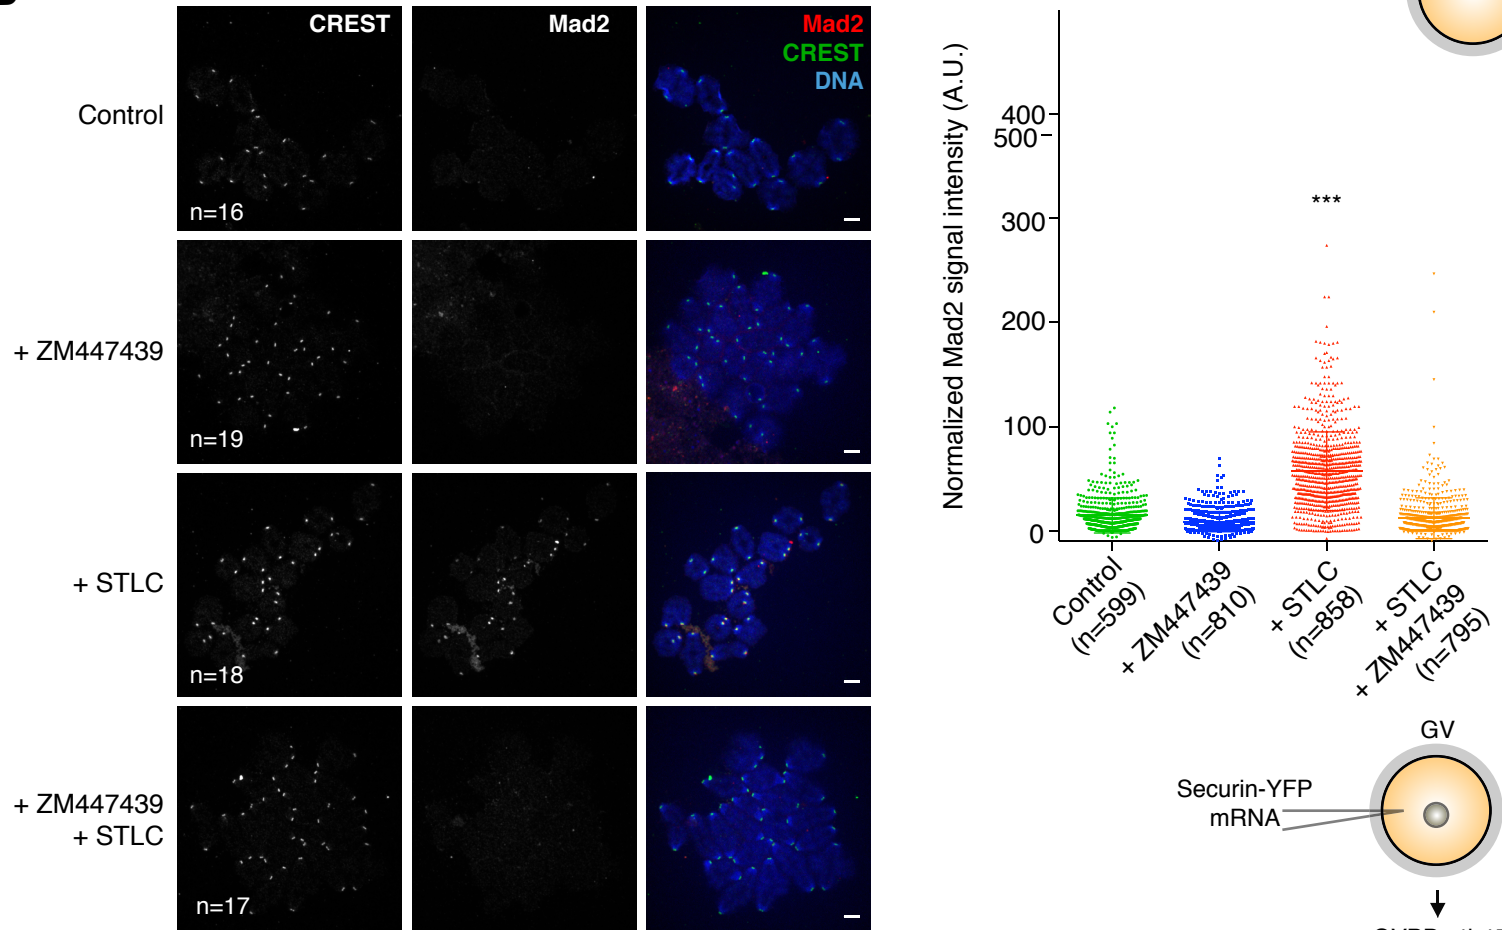 CREST
Mad2
Mad2
CREST
DNA
Control
n=16
+ ZM447439
n=19
+ STLC
n=18
+ ZM447439
+ STLC
n=17
Normalized Mad2 signal intensity (A.U.)
400
500
300
200
100
0
***
Control
(n=599)
+ ZM447439
(n=810)
+ STLC
(n=858)
+ STLC
+ ZM447439
(n=795)
GV
Securin-YFP
mRNA